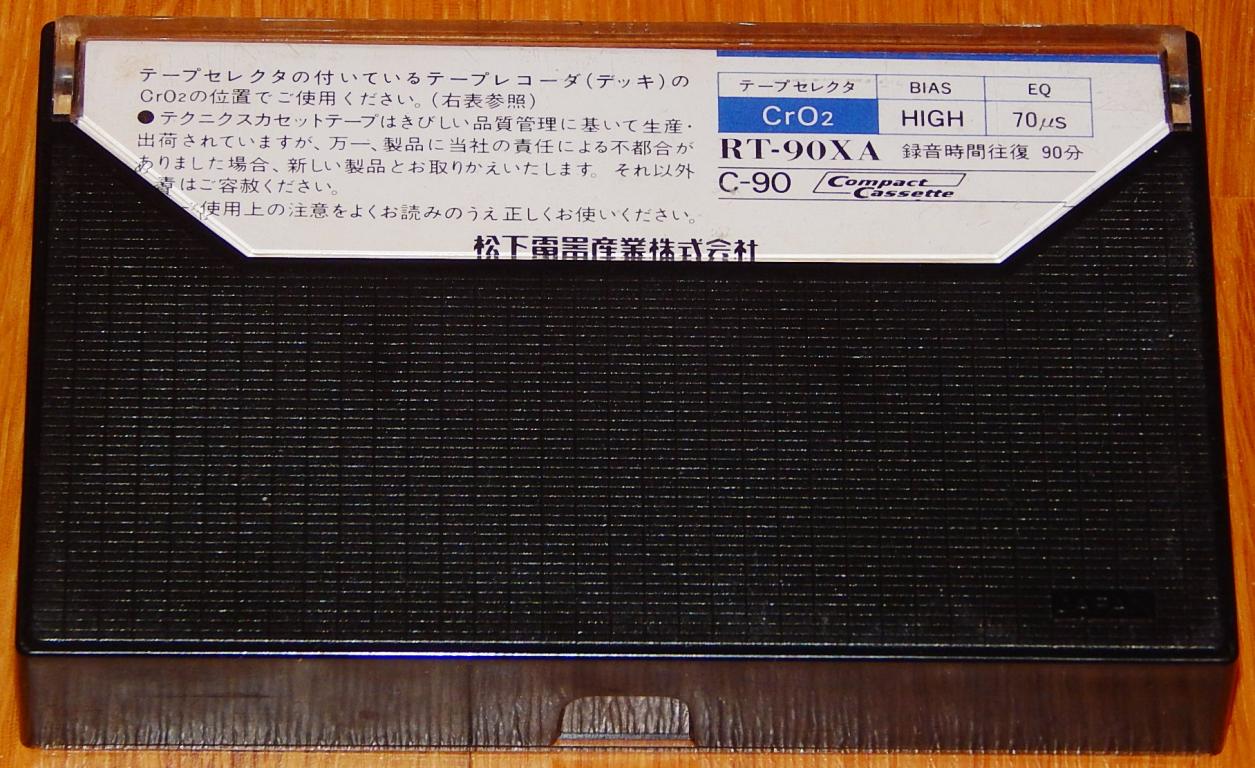 テープセレクタの付いているテープレコーダ(デッキ)の
CrO2の位置でご使用ください。(右表参照)
●テクニクスカセットテープはきびしい品質管理に基いて生産・
出荷されていますが、万一、製品に当社の責任による不都合が
ありました場合、新しい製品とお取りかえいたします。それ以外
責はご容赦ください。
使用上の注意をよくお読みのうえ正しくお使いください。
松下電器産業株式会社
テープセレクタ BIAS EQ
CrO2 HIGH 70μs
RT-90XA 録音時間往復 90分
C-90 Compact Cassette